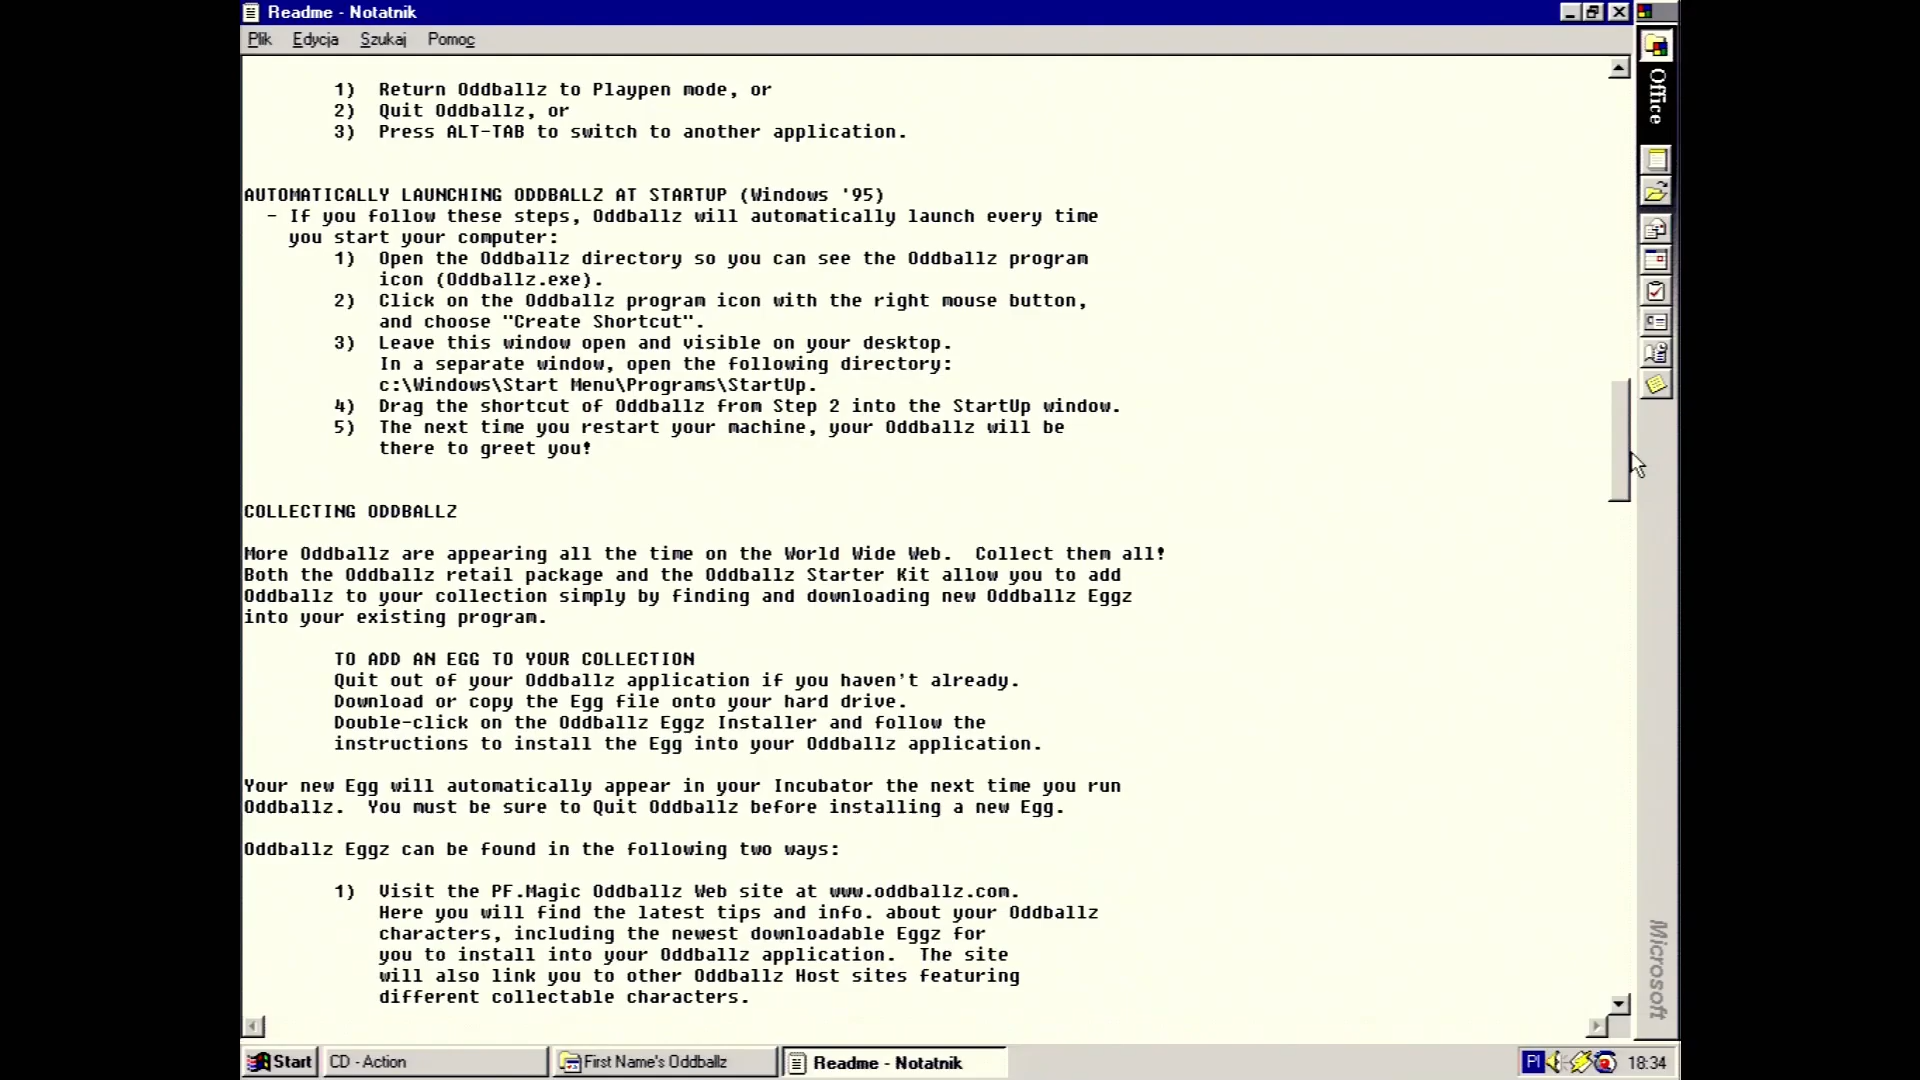 Readme - Notatnik
Plik Edycja Szukaj Pomoc
1) Return Oddballz to Playpen mode, or
2) Quit Oddballz, or
3) Press ALT-TAB to switch to another application.
AUTOMATICALLY LAUNCHING ODDBALLZ AT STARTUP (Windows '95)
- If you follow these steps, Oddballz will automatically launch every time
you start your computer:
1) Open the Oddballz directory so you can see the Oddballz program
icon (Oddballz.exe).
2) Click on the Oddballz program icon with the right mouse button,
and choose "Create Shortcut".
3) Leave this window open and visible on your desktop.
In a separate window, open the following directory:
c:\Windows\Start Menu\Programs\StartUp.
4) Drag the shortcut of Oddballz from Step 2 into the StartUp window.
5) The next time you restart your machine, your Oddballz will be
there to greet you!
COLLECTING ODDBALLZ
More Oddballz are appearing all the time on the World Wide Web.  Collect them all!
Both the Oddballz retail package and the Oddballz Starter Kit allow you to add
Oddballz to your collection simply by finding and downloading new Oddballz Eggz
into your existing program.
TO ADD AN EGG TO YOUR COLLECTION
Quit out of your Oddballz application if you haven't already.
Download or copy the Egg file onto your hard drive.
Double-click on the Oddballz Eggz Installer and follow the
instructions to install the Egg into your Oddballz application.
Your new Egg will automatically appear in your Incubator the next time you run
Oddballz.  You must be sure to Quit Oddballz before installing a new Egg.
Oddballz Eggz can be found in the following two ways:
1) Visit the PF.Magic Oddballz Web site at www.oddballz.com.
Here you will find the latest tips and info. about your Oddballz
characters, including the newest downloadable Eggz for
you to install into your Oddballz application.  The site
will also link you to other Oddballz Host sites featuring
different collectable characters.
Office
Microsoft
Start CD - Action First Name's Oddballz Readme - Notatnik Pl 18:34